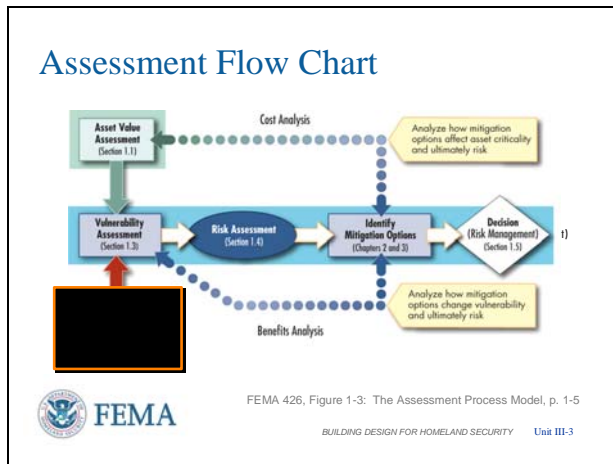 Assessment Flow Chart
Cost Analysis
Asset Value
Assessment
(Section 1.1)
Analyze how mitigation
options affect asset criticality
and ultimately risk
Vulnerability
Assessment
(Section 1.3)
Risk Assessment
(Section 1.4)
Identify
Mitigation Options
(Chapters 2 and 3)
Decision
(Risk Management)
(Section 1.5)
t)
Analyze how mitigation
options change vulnerability
and ultimately risk
Benefits Analysis
FEMA
FEMA 426, Figure 1-3: The Assessment Process Model, p. 1-5
BUILDING DESIGN FOR HOMELAND SECURITY Unit III-3